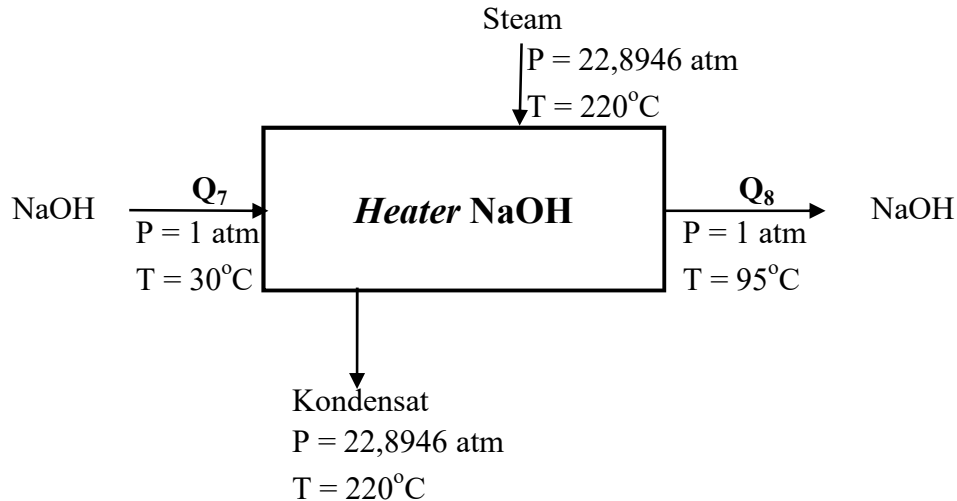 Steam
P = 22,8946 atm
T = 220°C
NaOH
Q7
P = 1 atm
T = 30°C
Heater NaOH
Q8
P = 1 atm
T = 95°C
NaOH
Kondensat
P = 22,8946 atm
T = 220°C